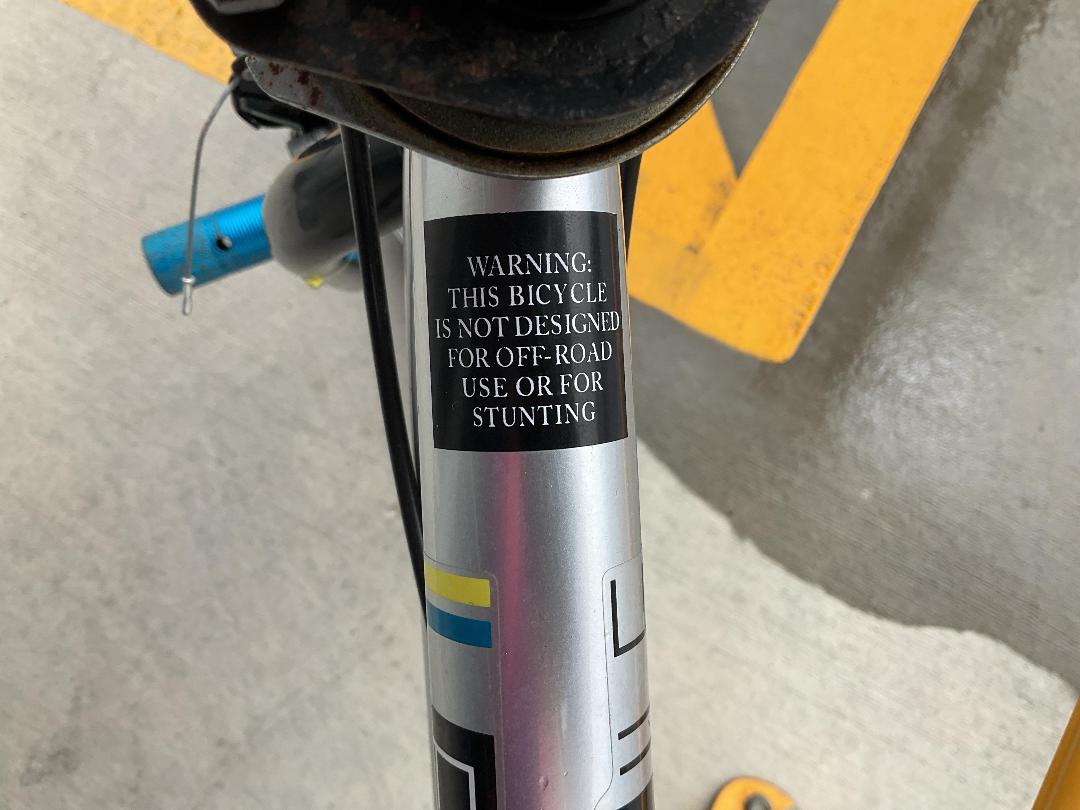 WARNING:
THIS BICYCLE
IS NOT DESIGNED
FOR OFF-ROAD
USE OR FOR
STUNTING